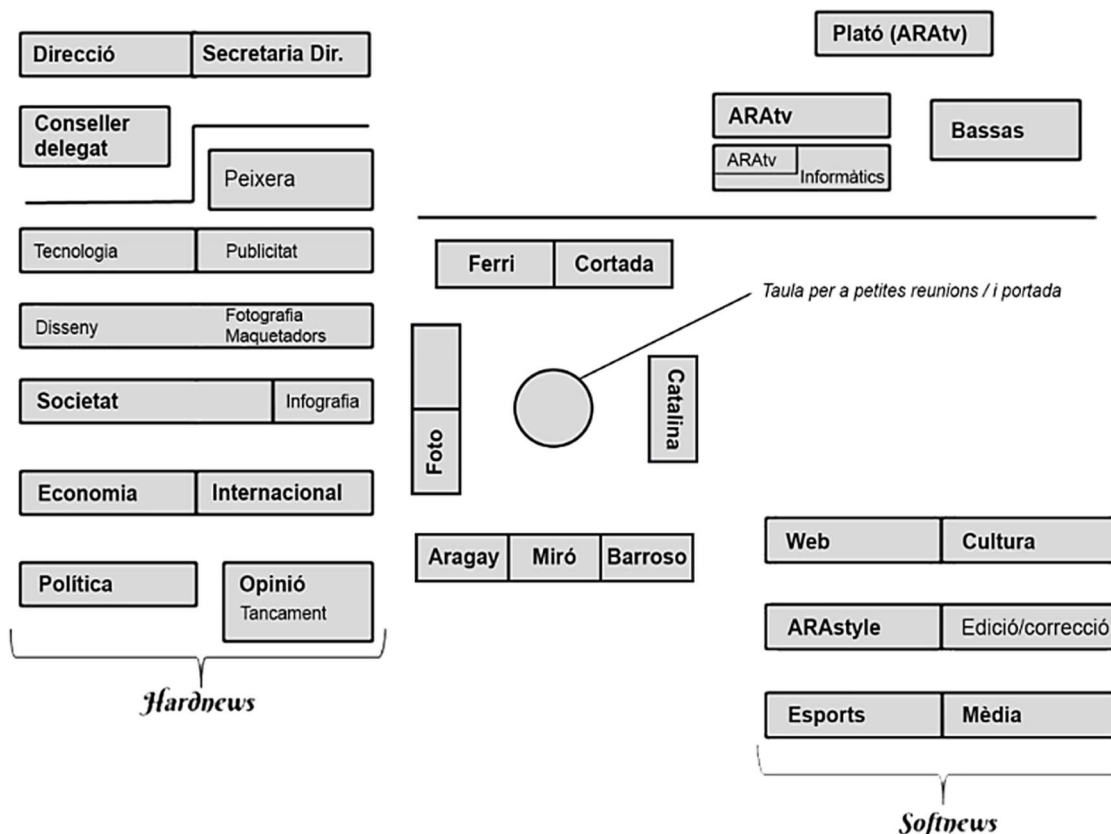 Direcció
Secretaria Dir.
Conseller
delegat
Peixera
Tecnologia
Publicitat
Disseny
Fotografia
Maquetadors
Societat
Infografia
Economia
Internacional
Política
Opinió
Tancament
Hardnews
Plató (ARAtv)
ARAtv
Bassas
ARAtv
Informàtics
Ferri
Cortada
Taula per a petites reunions / i portada
Catalina
Foto
Aragay
Miró
Barroso
Web
Cultura
ARAstyle
Edició/correcció
Esports
Mèdia
Softnews